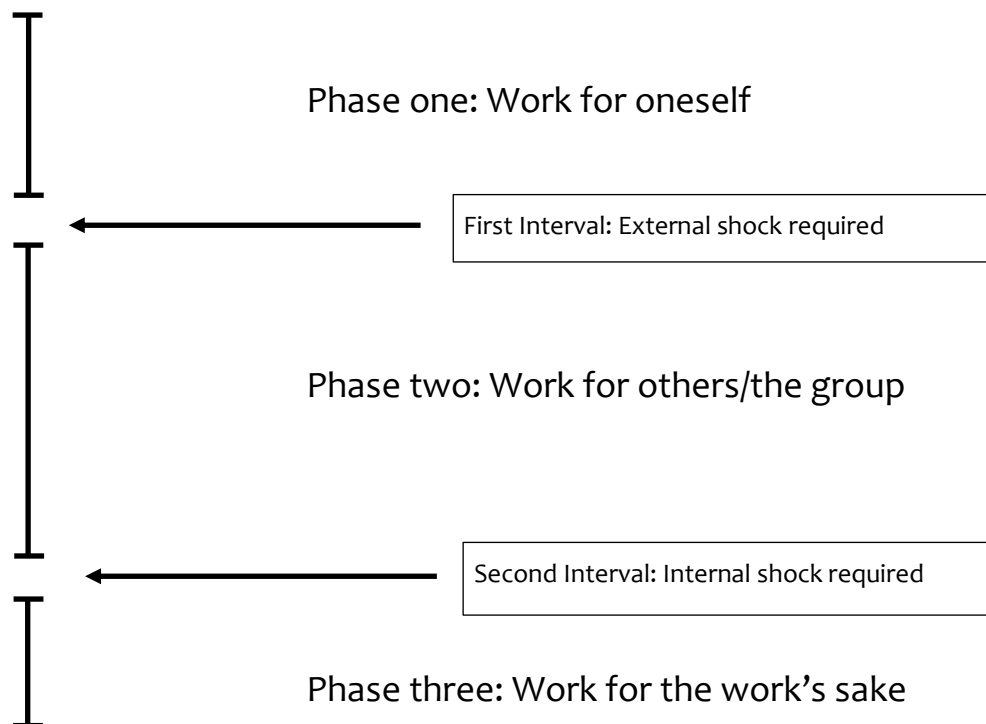 Phase one: Work for oneself
First Interval: External shock required
Phase two: Work for others/the group
Second Interval: Internal shock required
Phase three: Work for the work’s sake